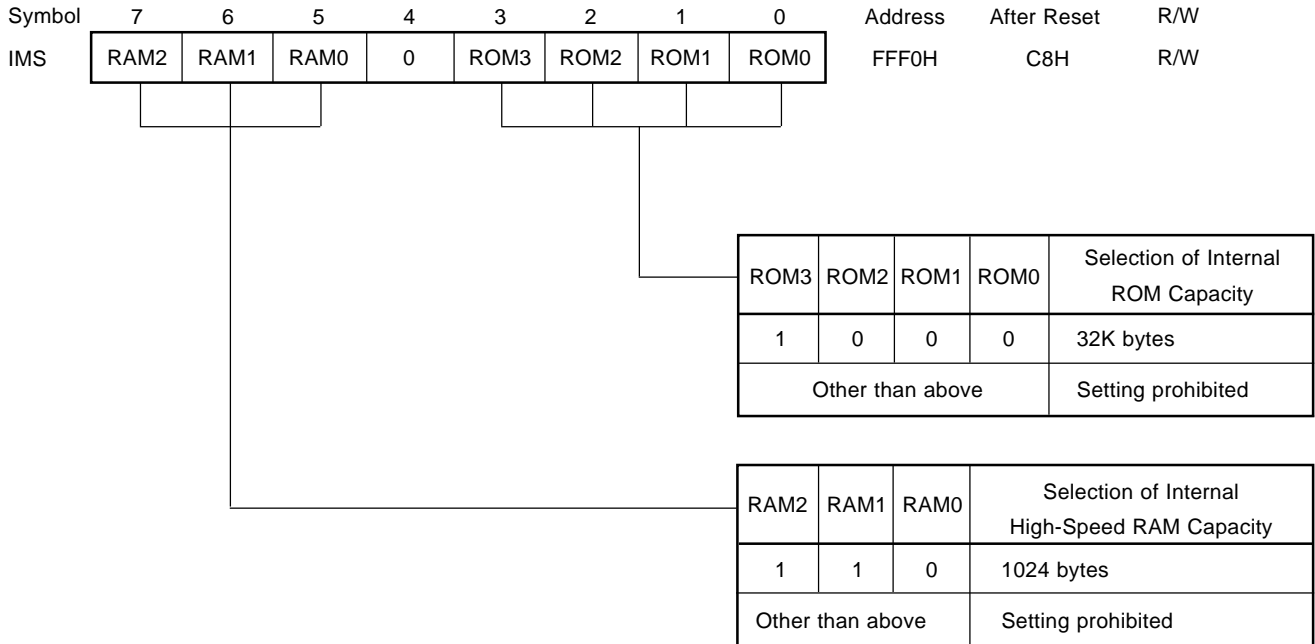 Symbol 7 6 5 4 3 2 1 0 Address After Reset R/W
IMS RAM2 RAM1 RAM0 0 ROM3 ROM2 ROM1 ROM0 FFF0H C8H R/W
ROM3 ROM2 ROM1 ROM0 Selection of Internal
ROM Capacity
1 0 0 0 32K bytes
Other than above Setting prohibited
RAM2 RAM1 RAM0 Selection of Internal
High-Speed RAM Capacity
1 1 0 1024 bytes
Other than above Setting prohibited